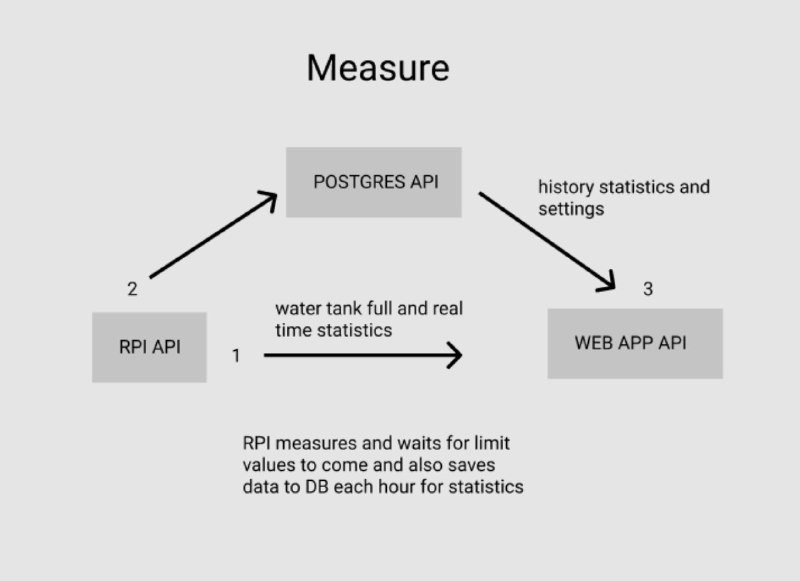 Measure
POSTGRES API
history statistics and
settings
2
3
water tank full and real
time statistics
RPI API
1
WEB APP API
RPI measures and waits for limit
values to come and also saves
data to DB each hour for statistics